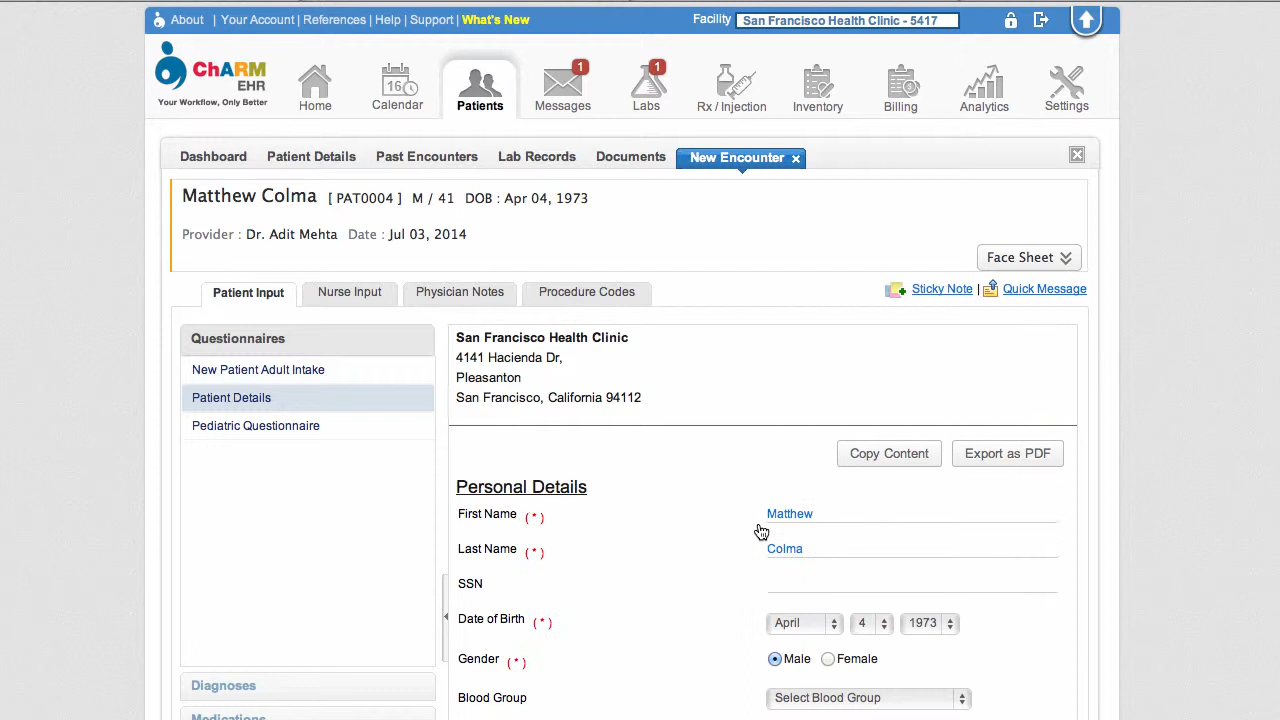 About | Your Account | References | Help | Support | What's New
Facility San Francisco Health Clinic - 5417
ChARM
EHR
Your Workflow, Only Better
Home
16
Calendar
Patients
1
Messages
1
Labs
Rx / Injection
Inventory
Billing
Analytics
Settings
Dashboard Patient Details Past Encounters Lab Records Documents New Encounter ×
Matthew Colma [ PAT0004 ] M / 41 DOB : Apr 04, 1973
Provider : Dr. Adit Mehta Date : Jul 03, 2014
Face Sheet
Patient Input Nurse Input Physician Notes Procedure Codes
Sticky Note | Quick Message
Questionnaires
New Patient Adult Intake
Patient Details
Pediatric Questionnaire
Diagnoses
Medications
San Francisco Health Clinic
4141 Hacienda Dr,
Pleasanton
San Francisco, California 94112
Copy Content Export as PDF
Personal Details
First Name ( * ) Matthew
Last Name ( * ) Colma
SSN
Date of Birth ( * ) April 4 1973
Gender ( * ) Male Female
Blood Group Select Blood Group